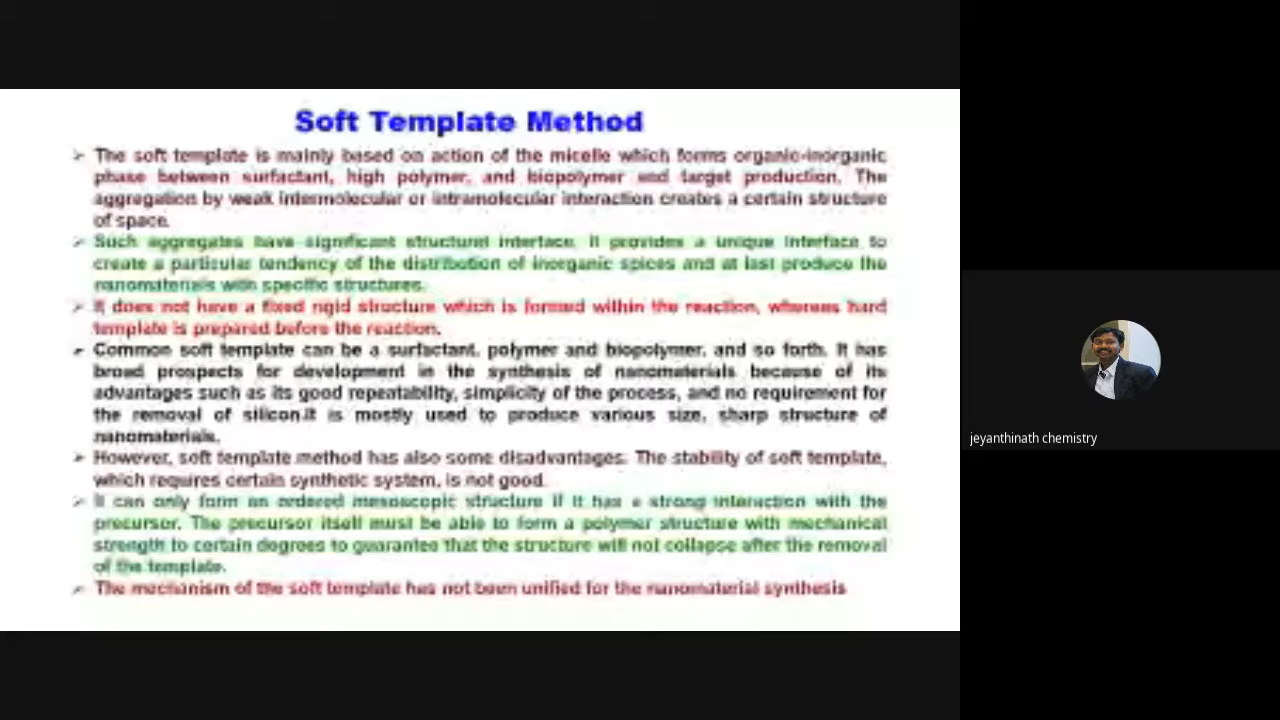 Soft Template Method
➢ The soft template is mainly based on action of the micelle which forms organic-inorganic
phase between surfactant, high polymer, and biopolymer and target production. The
aggregation by weak intermolecular or intramolecular interaction creates a certain structure
of space.
➢ Such aggregates have significant structural interface. It provides a unique interface to
create a particular tendency of the distribution of inorganic spices and at last produce the
nanomaterials with specific structures.
➢ It does not have a fixed rigid structure which is formed within the reaction, whereas hard
template is prepared before the reaction.
➢ Common soft template can be a surfactant, polymer and biopolymer, and so forth. It has
broad prospects for development in the synthesis of nanomaterials because of its
advantages such as its good repeatability, simplicity of the process, and no requirement for
the removal of silicon.It is mostly used to produce various size, sharp structure of
nanomaterials.
➢ However, soft template method has also some disadvantages. The stability of soft template,
which requires certain synthetic system, is not good.
➢ It can only form an ordered mesoscopic structure if it has a strong interaction with the
precursor. The precursor itself must be able to form a polymer structure with mechanical
strength to certain degrees to guarantee that the structure will not collapse after the removal
of the template.
➢ The mechanism of the soft template has not been unified for the nanomaterial synthesis
jeyanthinath chemistry